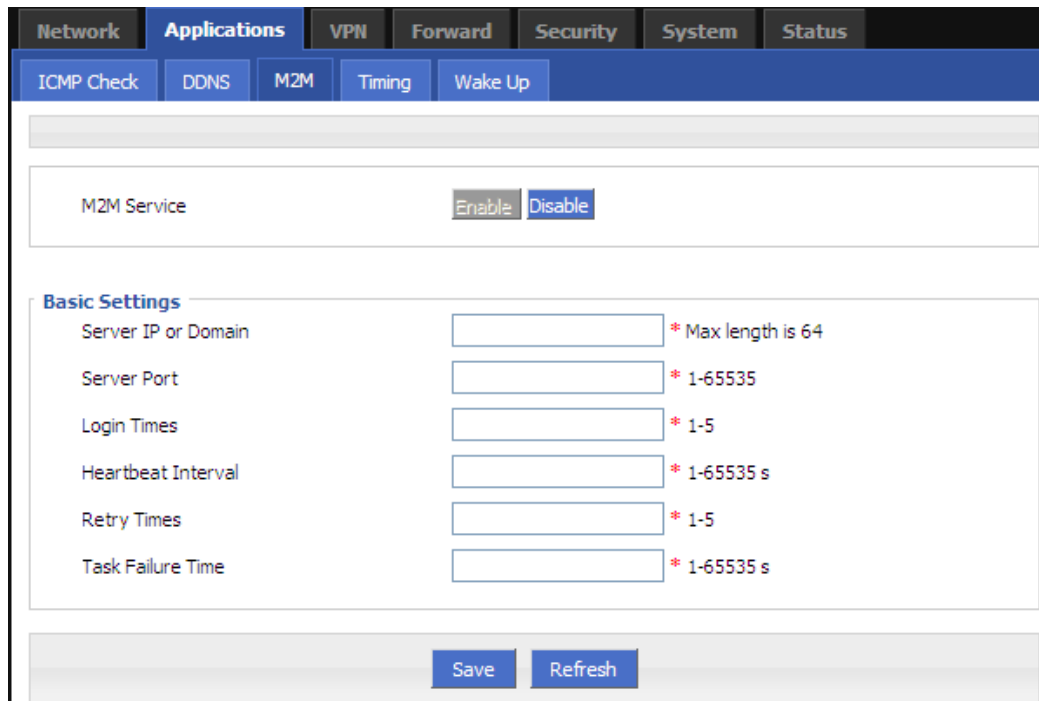 Network Applications VPN Forward Security System Status
ICMP Check DDNS M2M Timing Wake Up
M2M Service Enable Disable
Basic Settings
Server IP or Domain * Max length is 64
Server Port * 1-65535
Login Times * 1-5
Heartbeat Interval * 1-65535 s
Retry Times * 1-5
Task Failure Time * 1-65535 s
Save Refresh